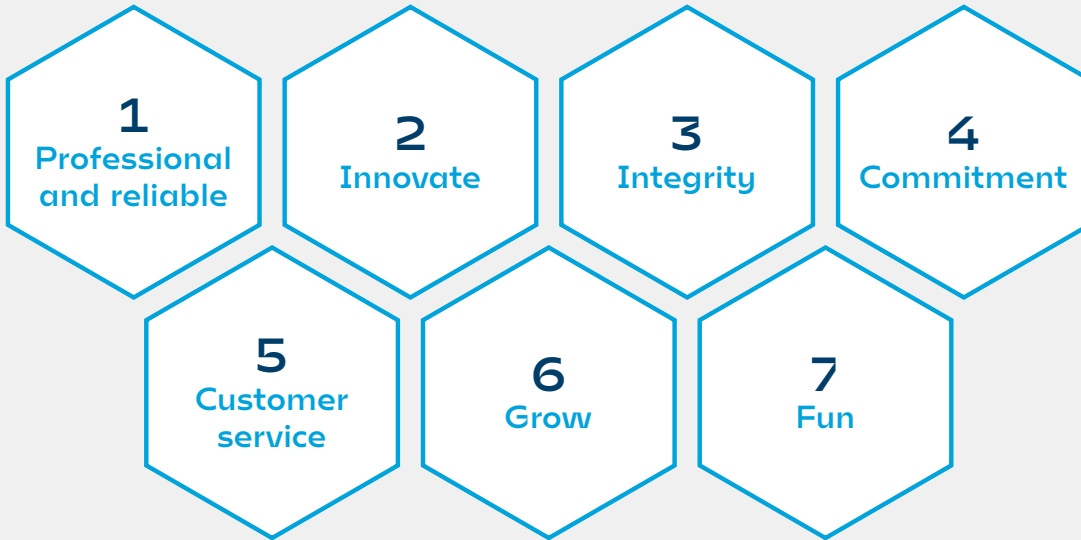 1
Professional
and reliable
2
Innovate
3
Integrity
4
Commitment
5
Customer
service
6
Grow
7
Fun